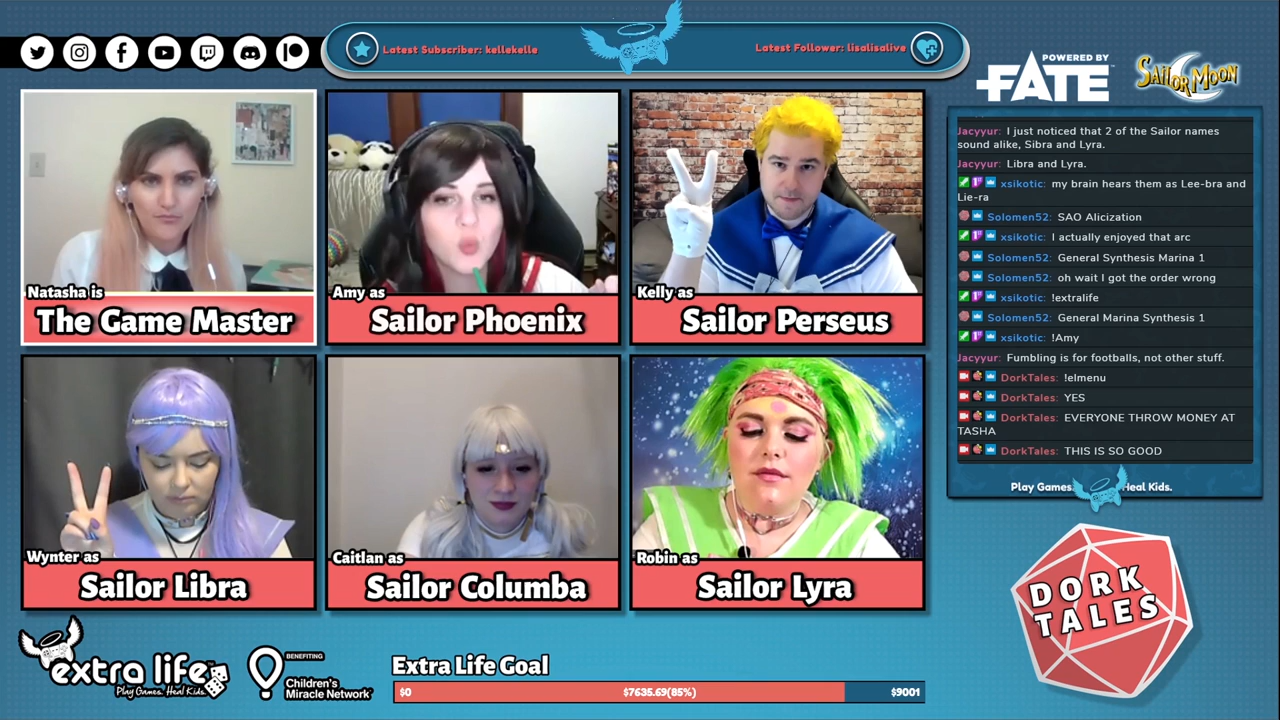 Latest Subscriber: kellekelle
Latest Follower: lisalisalive
POWERED BY
FATE
SAILOR MOON
Natasha is
The Game Master
Amy as
Sailor Phoenix
Kelly as
Sailor Perseus
Wynter as
Sailor Libra
Caitlan as
Sailor Columba
Robin as
Sailor Lyra
Jacyyur: I just noticed that 2 of the Sailor names
sound alike, Sibra and Lyra.
Jacyyur: Libra and Lyra.
xsikotic: my brain hears them as Lee-bra and
Lie-ra
Solomen52: SAO Alicization
xsikotic: I actually enjoyed that arc
Solomen52: General Synthesis Marina 1
Solomen52: oh wait I got the order wrong
xsikotic: !extralife
Solomen52: General Marina Synthesis 1
xsikotic: !Amy
Jacyyur: Fumbling is for footballs, not other stuff.
DorkTales: !elmenu
DorkTales: YES
DorkTales: EVERYONE THROW MONEY AT
TASHA
DorkTales: THIS IS SO GOOD
Play Games. Heal Kids.
DORK
TALES
extra life
Play Games. Heal Kids.
BENEFITING
Children's
Miracle Network
Extra Life Goal
$0 $7635.69(85%) $9001